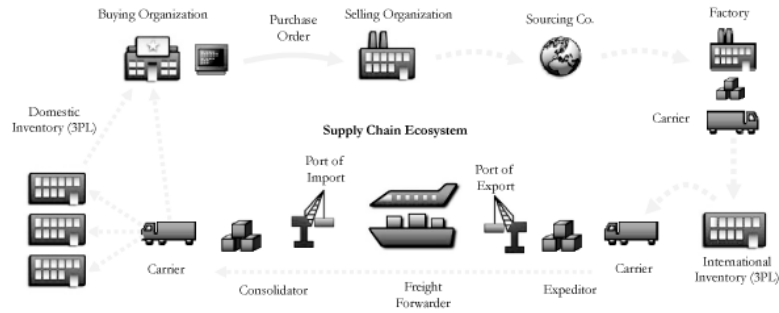 Buying Organization
Purchase
Order
Selling Organization
Sourcing Co.
Factory
Domestic
Inventory (3PL)
Carrier
Supply Chain Ecosystem
Port of
Import
Port of
Export
Carrier
Consolidator
Freight
Forwarder
Expeditor
Carrier
International
Inventory (3PL)